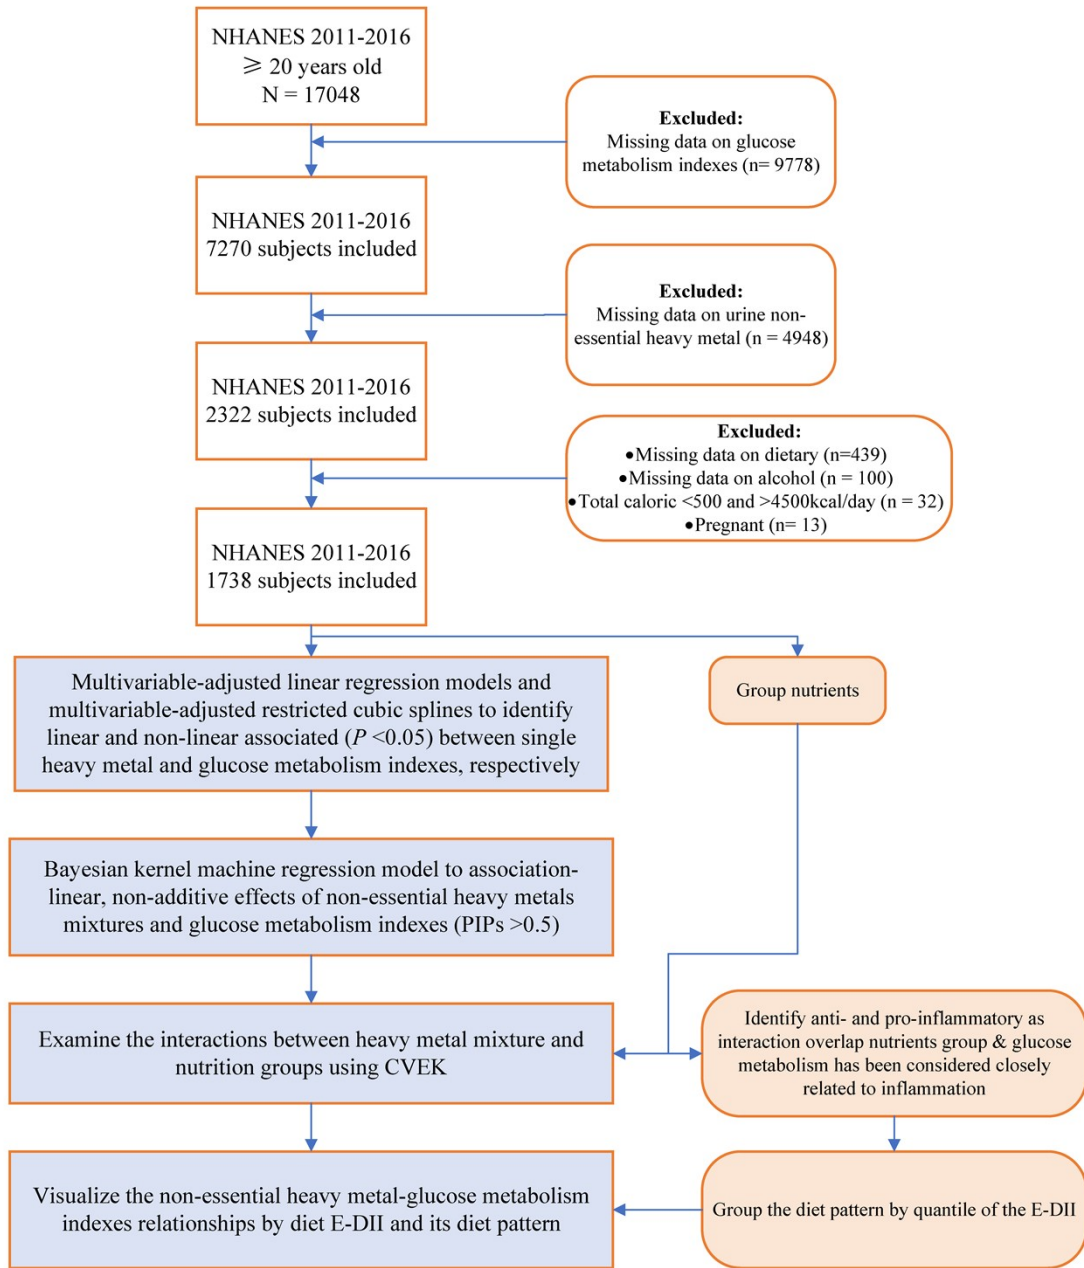 NHANES 2011-2016
≥ 20 years old
N = 17048
Excluded:
Missing data on glucose
metabolism indexes (n= 9778)
NHANES 2011-2016
7270 subjects included
Excluded:
Missing data on urine non-
essential heavy metal (n = 4948)
NHANES 2011-2016
2322 subjects included
Excluded:
•Missing data on dietary (n=439)
•Missing data on alcohol (n = 100)
•Total caloric <500 and >4500kcal/day (n = 32)
•Pregnant (n= 13)
NHANES 2011-2016
1738 subjects included
Multivariable-adjusted linear regression models and
multivariable-adjusted restricted cubic splines to identify
linear and non-linear associated (P <0.05) between single
heavy metal and glucose metabolism indexes, respectively
Group nutrients
Bayesian kernel machine regression model to association-
linear, non-additive effects of non-essential heavy metals
mixtures and glucose metabolism indexes (PIPs >0.5)
Examine the interactions between heavy metal mixture and
nutrition groups using CVEK
Identify anti- and pro-inflammatory as
interaction overlap nutrients group & glucose
metabolism has been considered closely
related to inflammation
Visualize the non-essential heavy metal-glucose metabolism
indexes relationships by diet E-DII and its diet pattern
Group the diet pattern by quantile of the E-DII